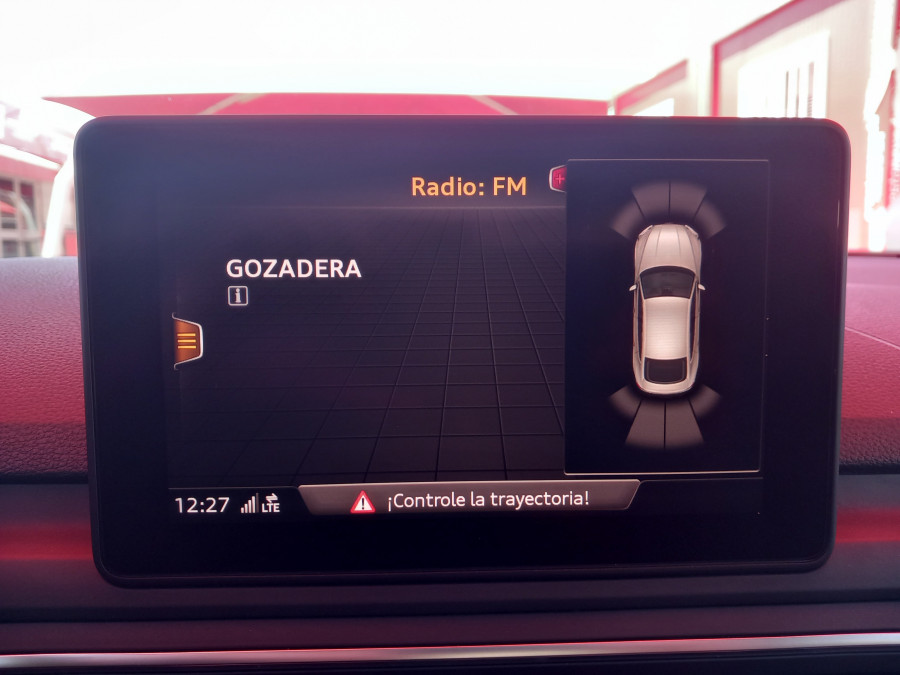 Radio: FM
GOZADERA
i
12:27 LTE
¡Controle la trayectoria!